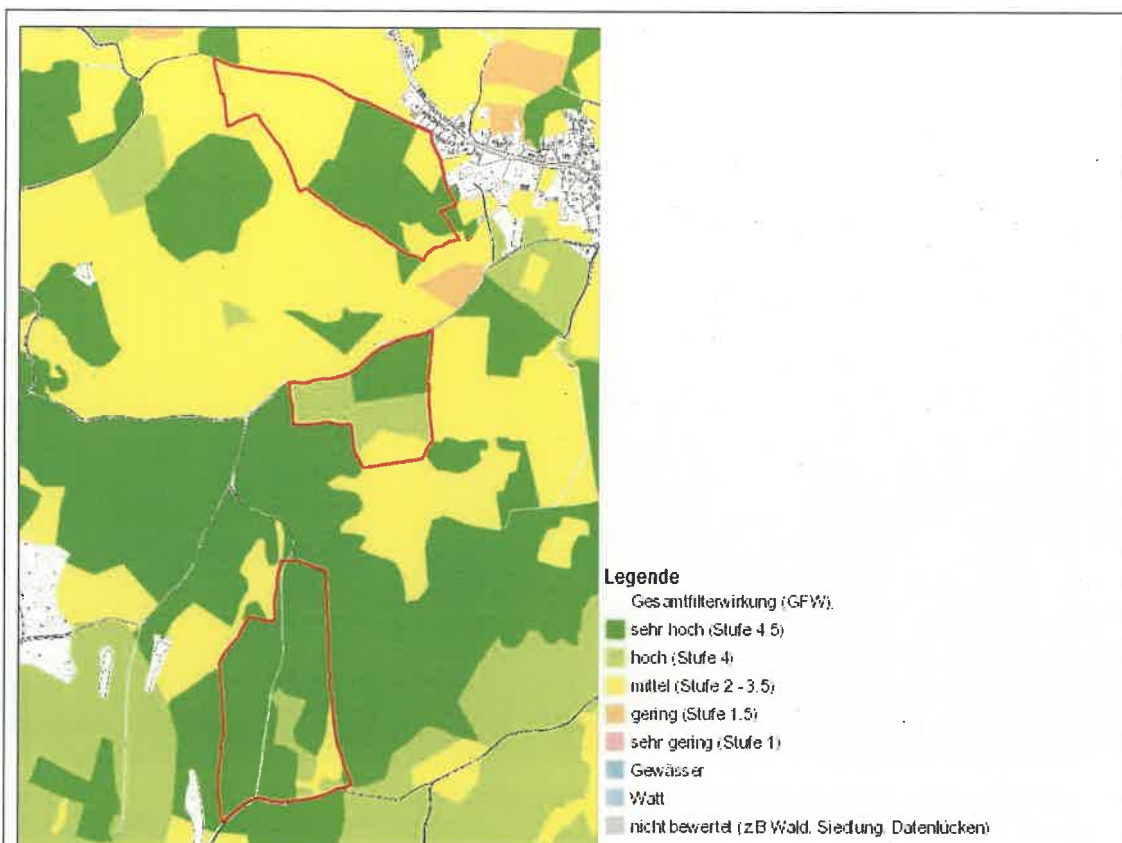 Legende
Gesamtfilterwirkung (GFW).
sehr hoch (Stufe 4.5)
hoch (Stufe 4)
mittel (Stufe 2 - 3.5)
gering (Stufe 1.5)
sehr gering (Stufe 1)
Gewässer
Watt
nicht bewertet (z.B Wald, Siedlung, Datenlücken)